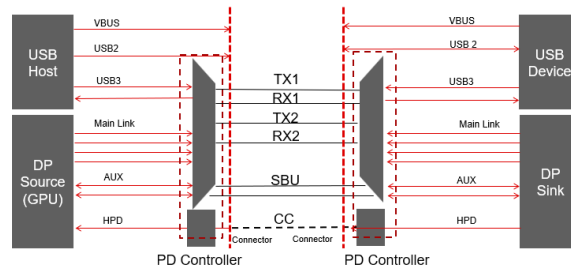 VBUS
USB2
USB3
USB
Host
Main Link
DP
Source
(GPU)
AUX
HPD
TX1
RX1
TX2
RX2
SBU
CC
Connector
Connector
VBUS
USB 2
USB3
USB
Device
Main Link
DP
Sink
AUX
HPD
PD Controller
PD Controller